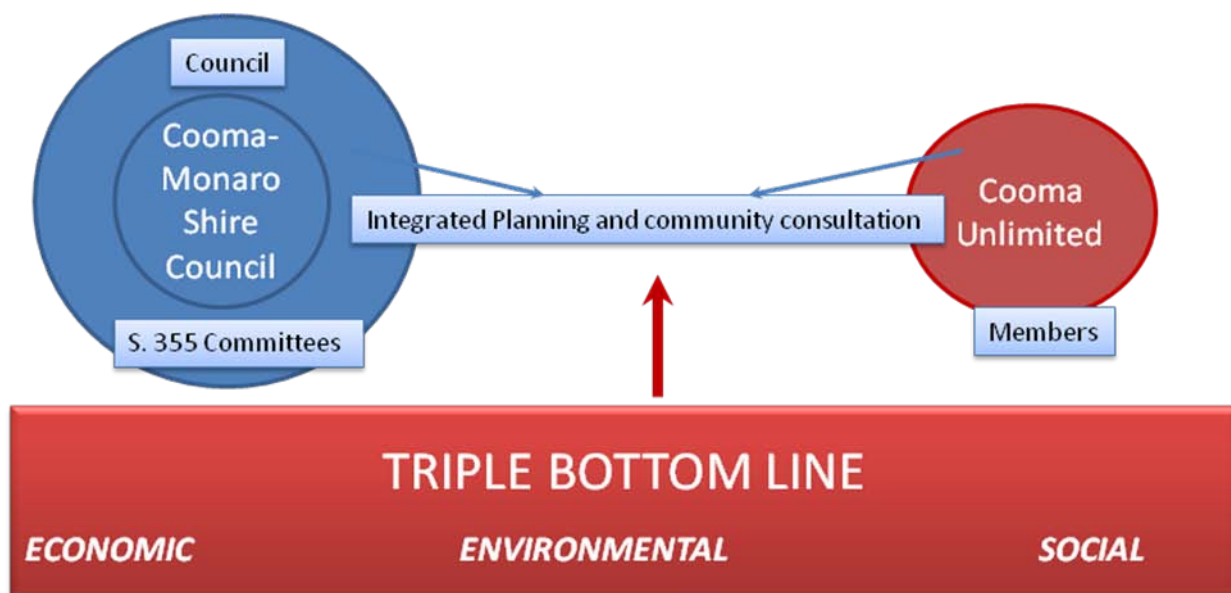 Council
Cooma-
Monaro
Shire
Council
S. 355 Committees
Integrated Planning and community consultation
Cooma
Unlimited
Members
TRIPLE BOTTOM LINE
ECONOMIC ENVIRONMENTAL SOCIAL